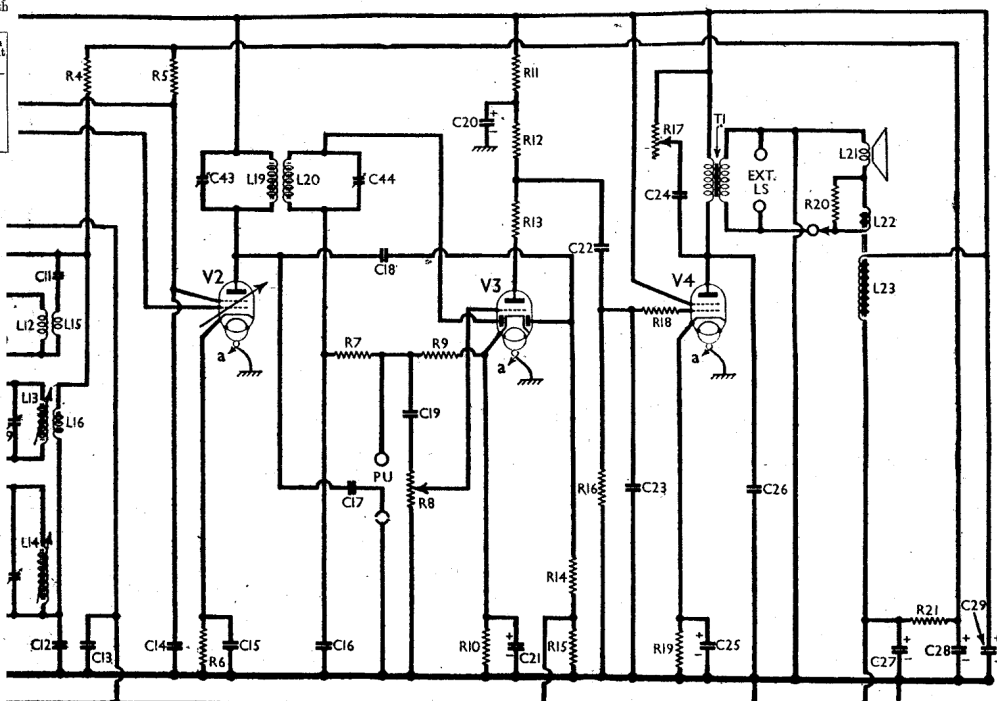 R4
R5
R11
C20
+
-
R12
R17
T1
L21
C43
L19
L20
C44
EXT.
LS
R20
R13
L22
C24
C11
V2
C18
V3
C22
V4
L23
L12
L15
R18
R7
R9
a
a
a
L13
L16
C19
PU
R16
C23
C26
C17
R8
L14
R14
R21
C29
C12
C13
C14
R6
C15
C16
R10
+
-
C21
R15
R19
+
-
C25
C27
+
-
C28
+
-
+
-